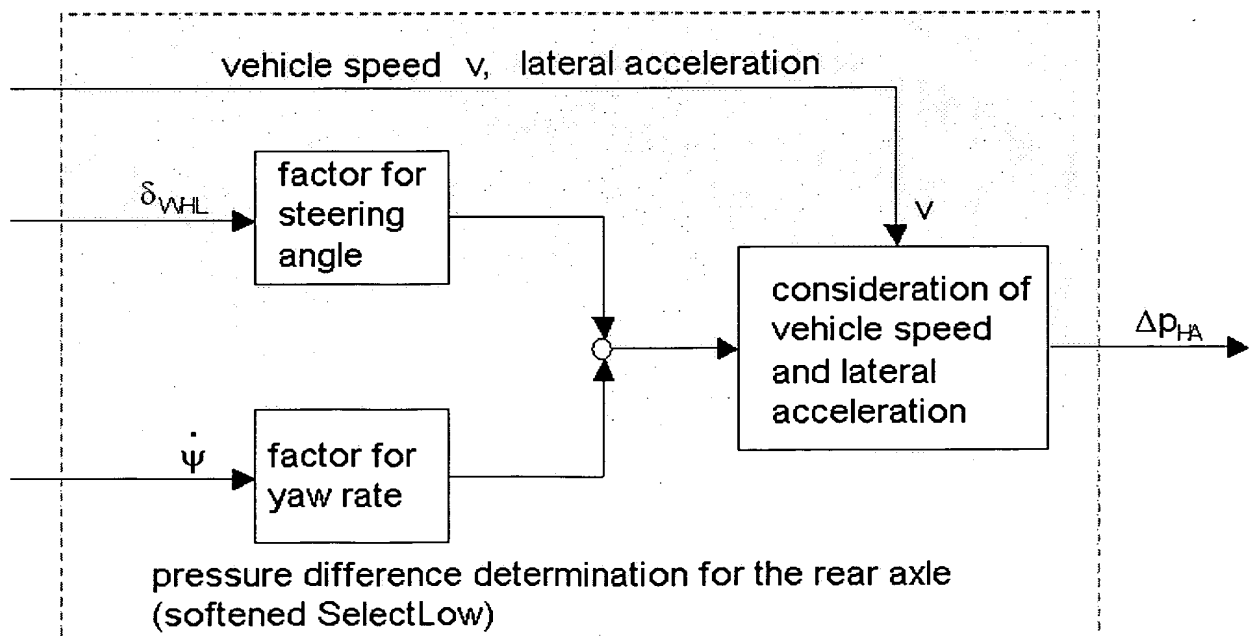 vehicle speed v, lateral acceleration
δWHL
factor for
steering
angle
v
consideration of
vehicle speed
and lateral
acceleration
ΔpHA
ψ̇
factor for
yaw rate
pressure difference determination for the rear axle
(softened SelectLow)